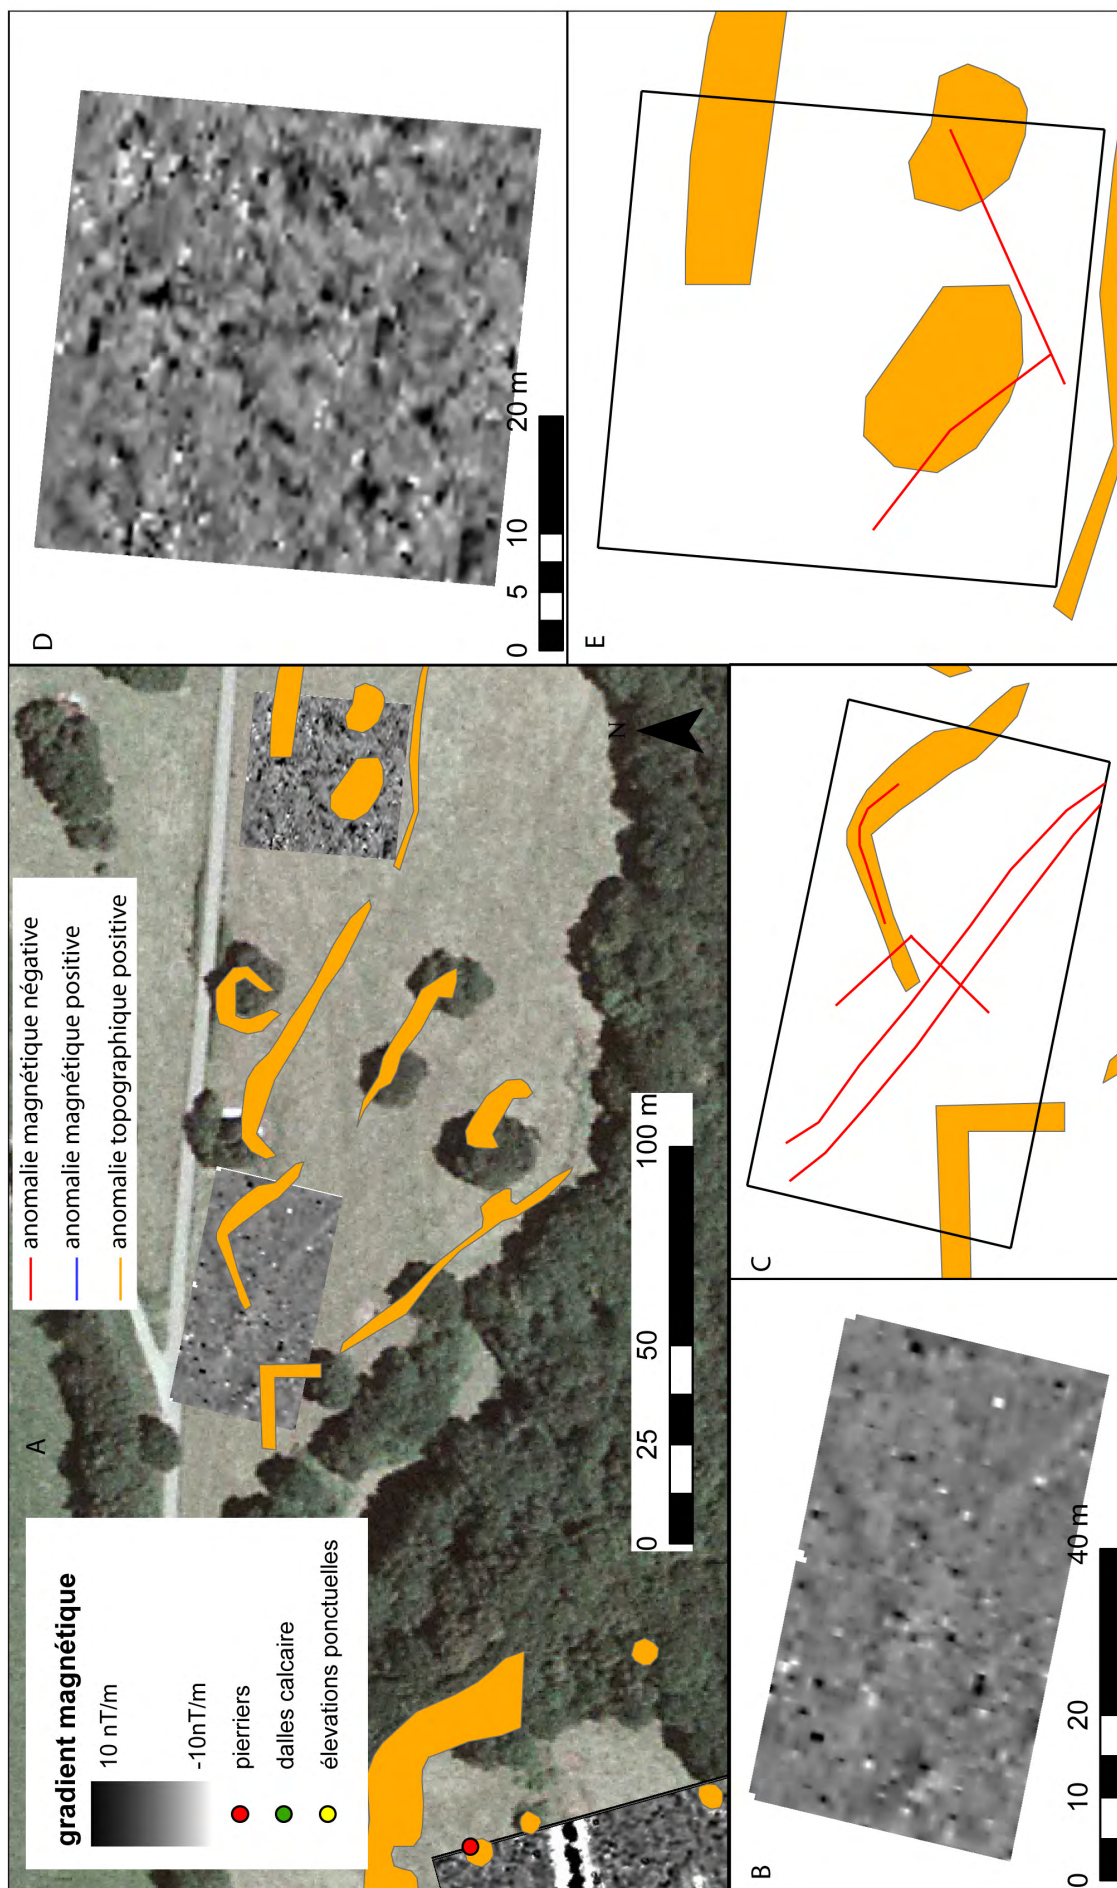 A
gradient magnétique
10 nT/m
-10nT/m
pierriers
dalles calcaire
élevations ponctuelles
anomalie magnétique négative
anomalie magnétique positive
anomalie topographique positive
0 25 50 100 m
N
B
0 10 20 40 m
C
D
0 5 10 20 m
E